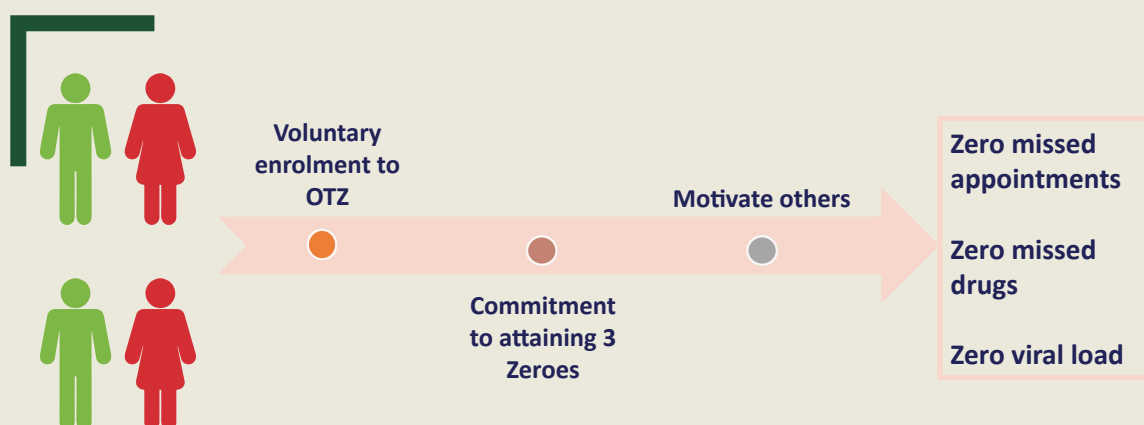 Voluntary
enrolment to
OTZ
Commitment
to attaining 3
Zeroes
Motivate others
Zero missed
appointments
Zero missed
drugs
Zero viral load